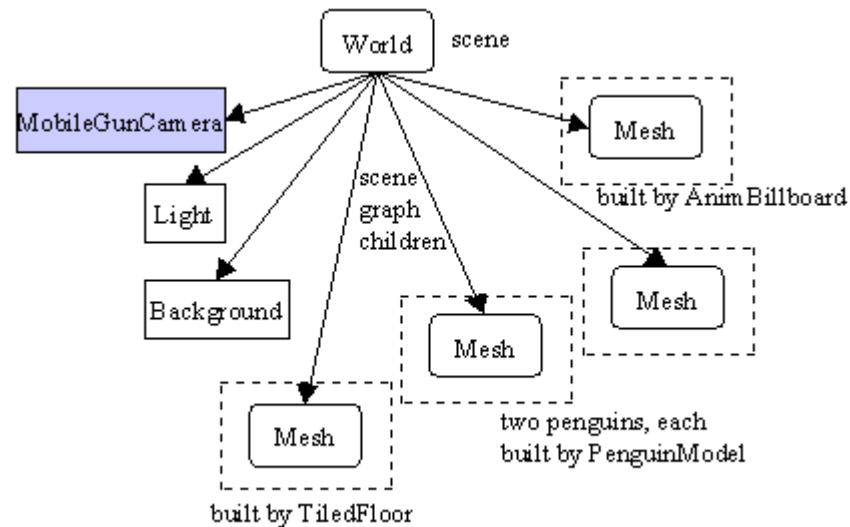 World
scene
MobileGunCamera
Mesh
built by AnimBillboard
scene
graph
children
Light
Background
Mesh
Mesh
two penguins, each
built by PenguinModel
Mesh
built by TiledFloor